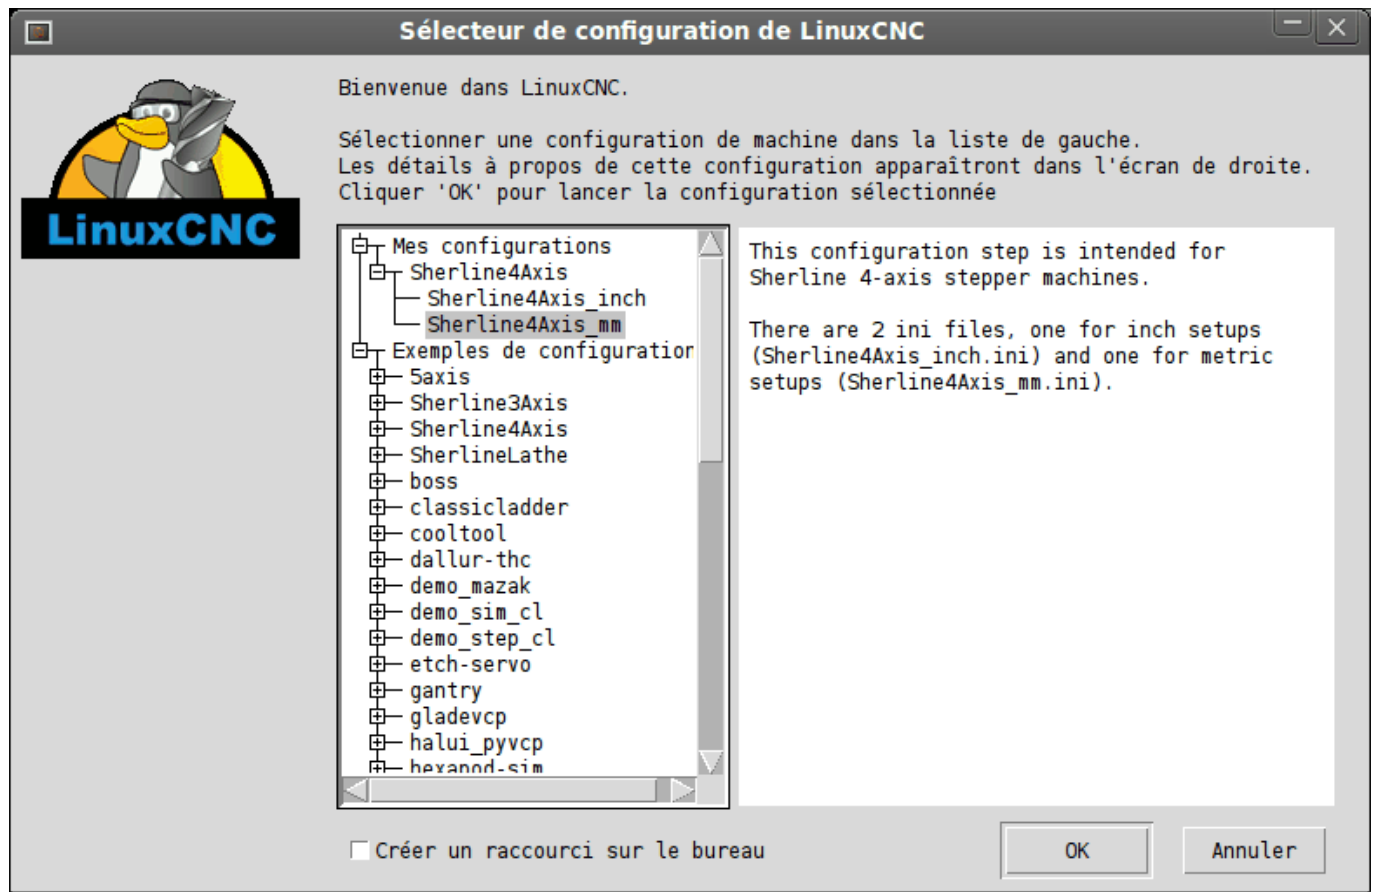 Sélecteur de configuration de LinuxCNC
Bienvenue dans LinuxCNC.
Sélectionner une configuration de machine dans la liste de gauche.
Les détails à propos de cette configuration apparaîtront dans l'écran de droite.
Cliquer 'OK' pour lancer la configuration sélectionnée
LinuxCNC
Mes configurations
Sherline4Axis
Sherline4Axis_inch
Sherline4Axis_mm
Exemples de configuration
5axis
Sherline3Axis
Sherline4Axis
SherlineLathe
boss
classicladder
cooltool
dallur-thc
demo_mazak
demo_sim_cl
demo_step_cl
etch-servo
gantry
gladevcp
halui_pyvcp
hexapod-sim
This configuration step is intended for
Sherline 4-axis stepper machines.
There are 2 ini files, one for inch setups
(Sherline4Axis_inch.ini) and one for metric
setups (Sherline4Axis_mm.ini).
Créer un raccourci sur le bureau
OK
Annuler